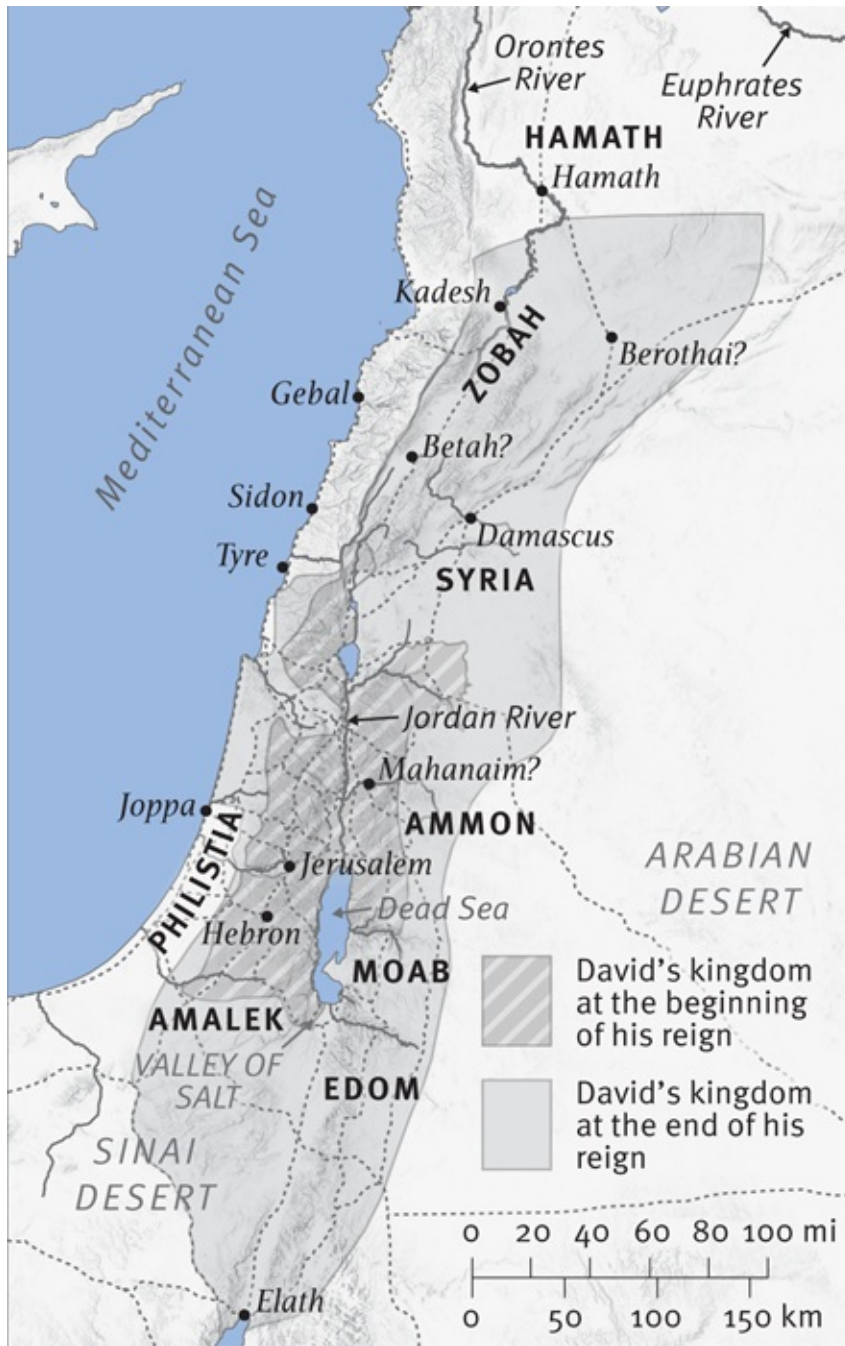 Orontes
River
Euphrates
River
HAMATH
Hamath
Mediterranean Sea
Kadesh
ZOBAH
Berothai?
Gebal
Betah?
Sidon
Damascus
Tyre
SYRIA
Jordan River
Mahanaim?
Joppa
AMMON
PHILISTIA
Jerusalem
ARABIAN
DESERT
Dead Sea
Hebron
MOAB
David’s kingdom
at the beginning
of his reign
AMALEK
VALLEY OF
SALT
EDOM
David’s kingdom
at the end of his
reign
SINAI
DESERT
0 20 40 60 80 100 mi
0 50 100 150 km
Elath